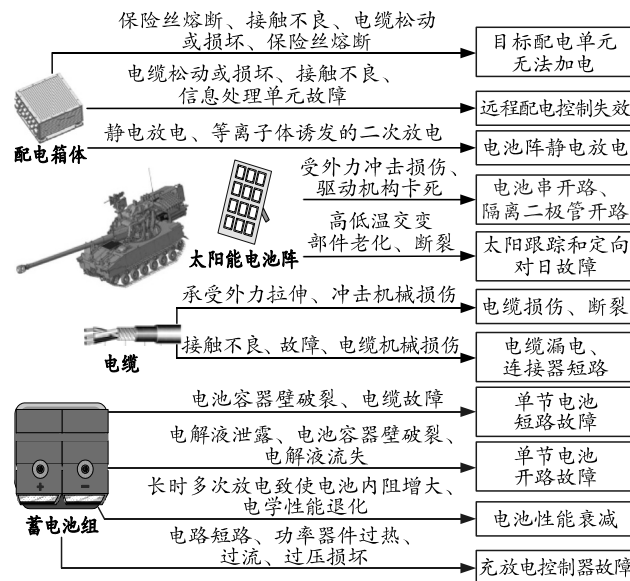 保险丝熔断、接触不良、电缆松动
或损坏、保险丝熔断
目标配电单元
无法加电
电缆松动或损坏、接触不良、
信息处理单元故障
远程配电控制失效
配电箱体
静电放电、等离子体诱发的二次放电
电池阵静电放电
受外力冲击损伤、
驱动机构卡死
电池串开路、
隔离二极管开路
高低温交变
部件老化、断裂
太阳能电池阵
太阳跟踪和定向
对日故障
承受外力拉伸、冲击机械损伤
电缆损伤、断裂
电缆
接触不良、故障、电缆机械损伤
电缆漏电、
连接器短路
电池容器壁破裂、电缆故障
单节电池
短路故障
电解液泄露、电池容器壁破裂、
电解液流失
单节电池
开路故障
长时多次放电致使电池内阻增大、
电学性能退化
电池性能衰减
蓄电池组
电路短路、功率器件过热、
过流、过压损坏
充放电控制器故障